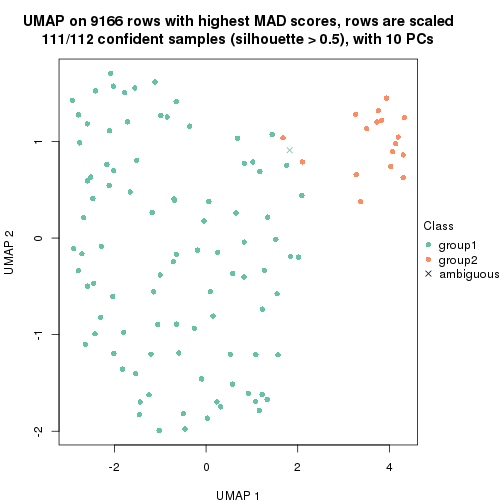 UMAP on 9166 rows with highest MAD scores, rows are scaled
111/112 confident samples (silhouette > 0.5), with 10 PCs
1
0
-1
-2
UMAP 2
-2
0
2
4
UMAP 1
Class
group1
group2
ambiguous